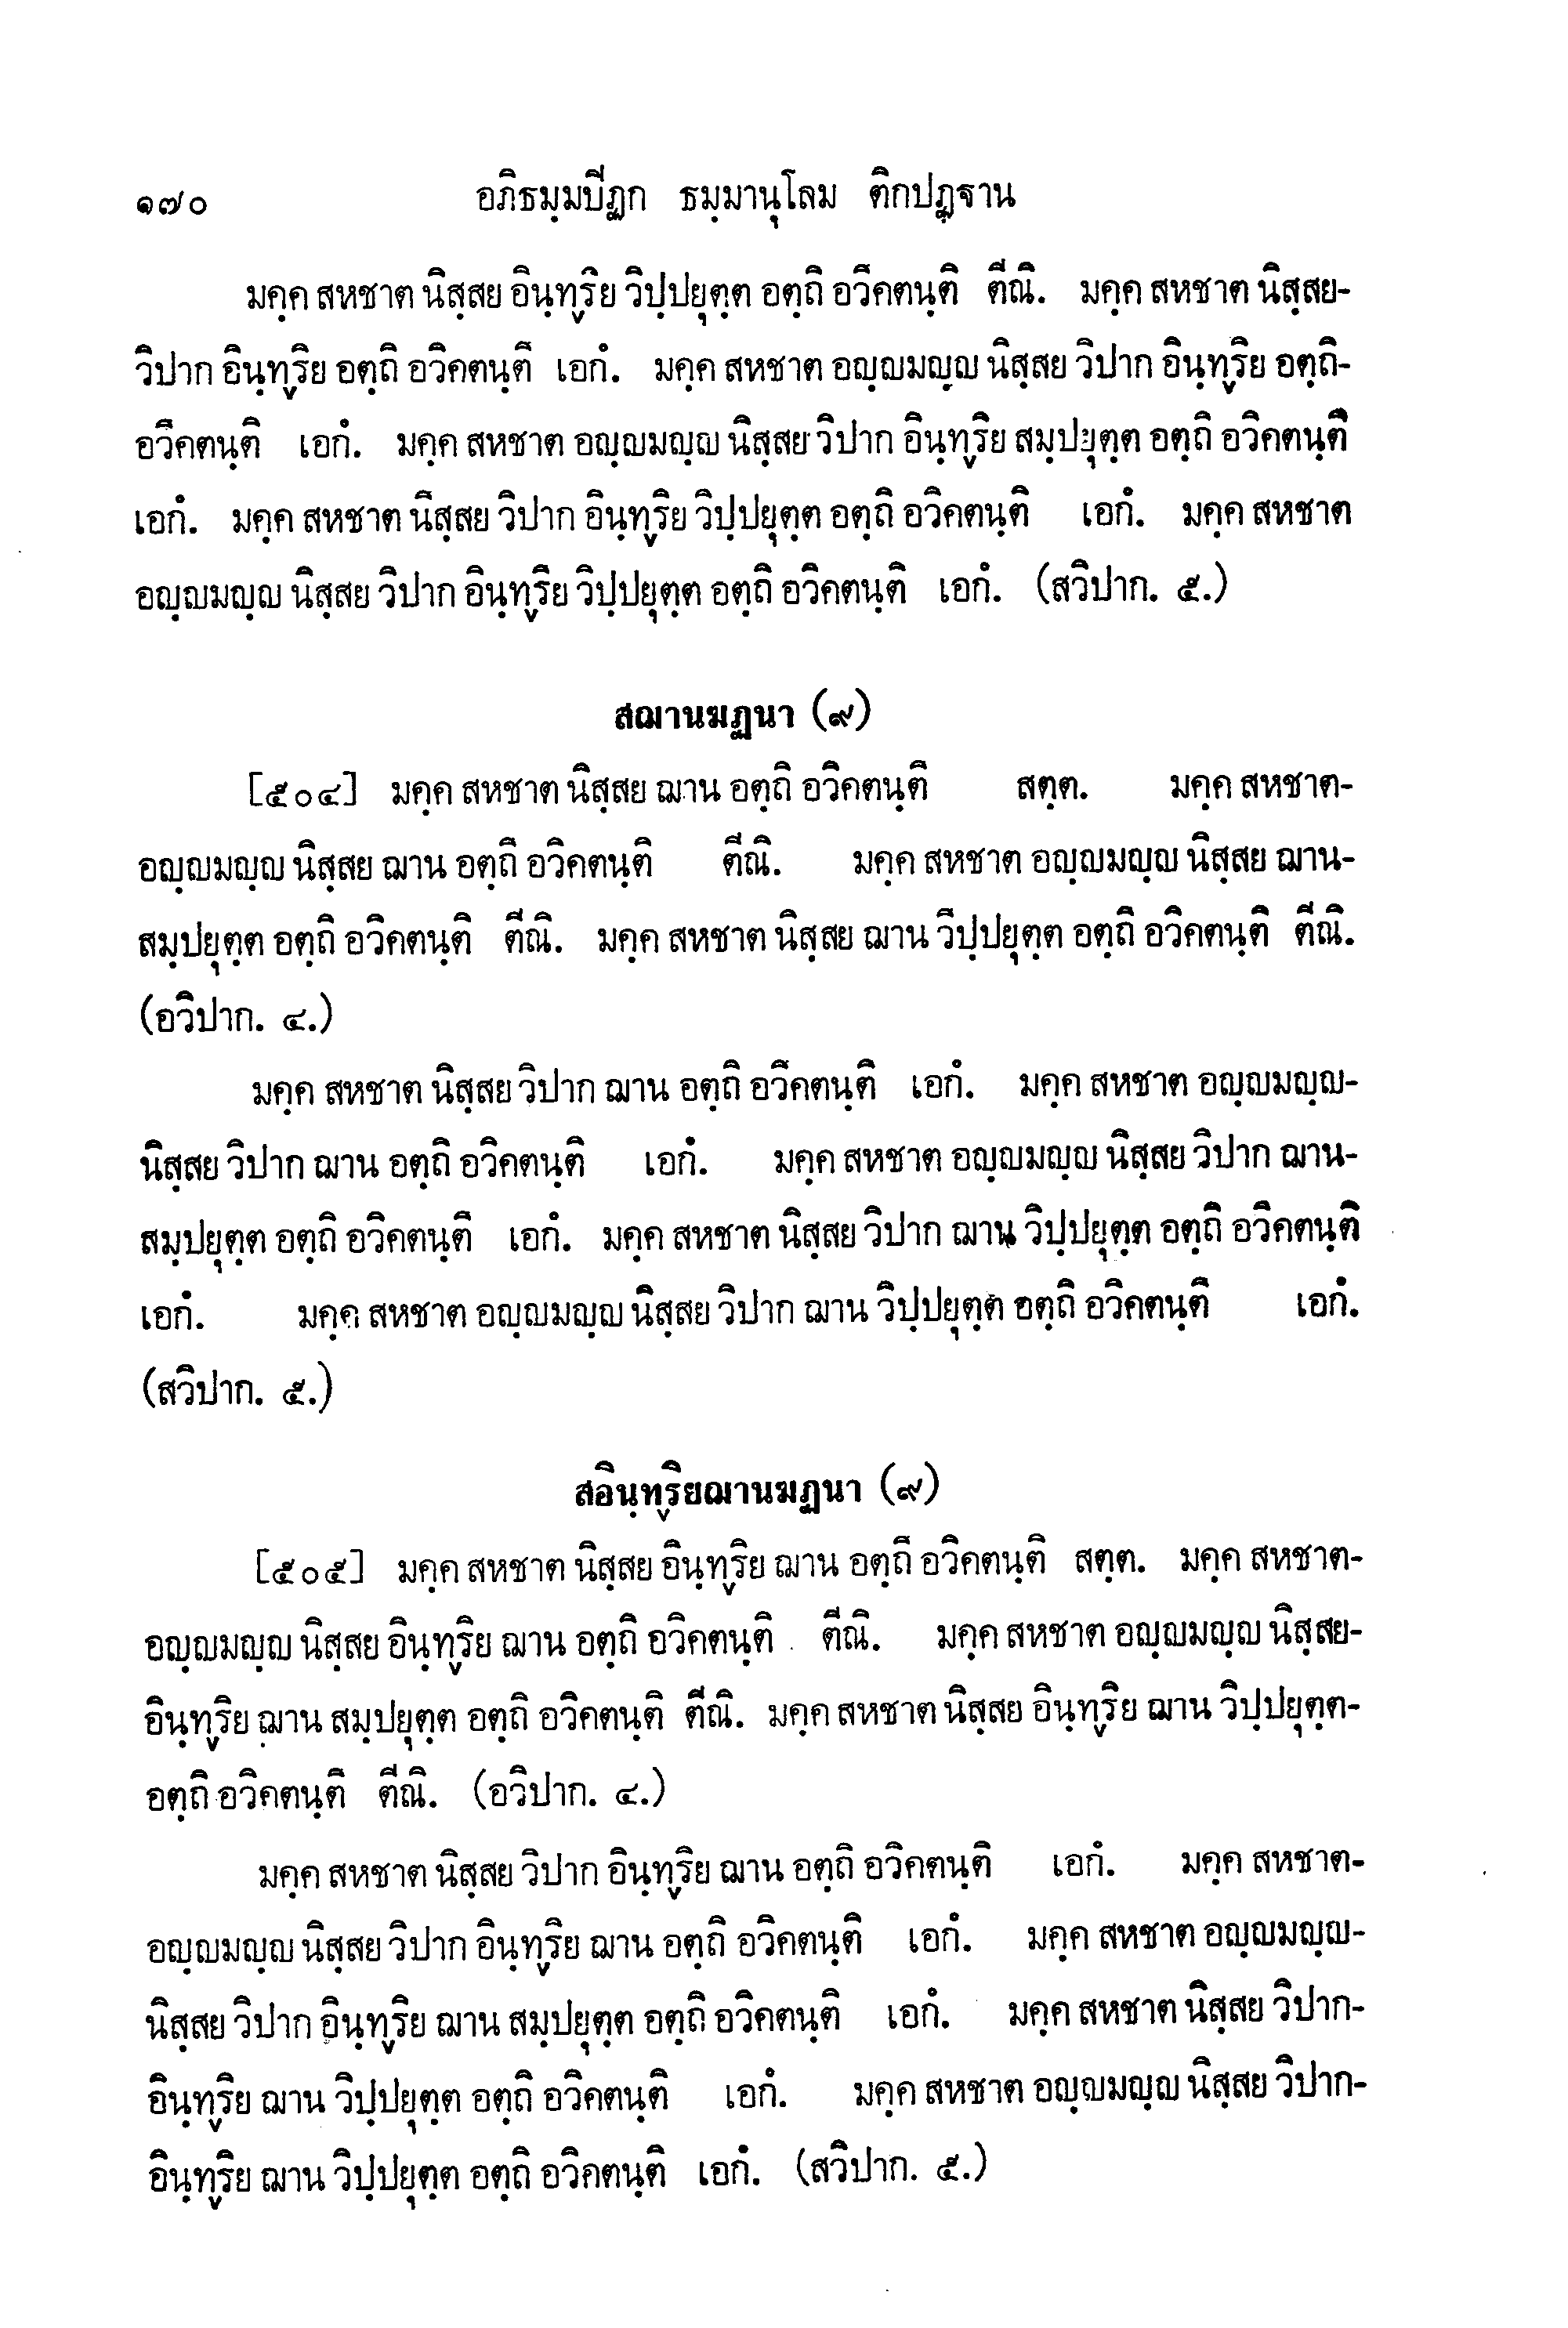 ๑๗๐ อภิธมฺมปิฏก ธมฺมานุโลม ติกปฏฺฐาน
มคฺค สหชาต นิสฺสย อินฺทฺริย วิปฺปยุตฺต อตฺถิ อวิคตนฺติ ตีณิ. มคฺค สหชาต นิสฺสย-
วิปาก อินฺทฺริย อตฺถิ อวิคตนฺติ เอกํ. มคฺค สหชาต อญฺญมญฺญ นิสฺสย วิปาก อินฺทฺริย อตฺถิ-
อวิคตนฺติ เอกํ. มคฺค สหชาต อญฺญมญฺญ นิสฺสย วิปาก อินฺทฺริย สมฺปยุตฺต อตฺถิ อวิคตนฺติ
เอกํ. มคฺค สหชาต นิสฺสย วิปาก อินฺทฺริย วิปฺปยุตฺต อตฺถิ อวิคตนฺติ เอกํ. มคฺค สหชาต
อญฺญมญฺญ นิสฺสย วิปาก อินฺทฺริย วิปฺปยุตฺต อตฺถิ อวิคตนฺติ เอกํ. (สวิปาก. ๕.)
สฌานฆฏนา (๙)
[๕๐๔] มคฺค สหชาต นิสฺสย ฌาน อตฺถิ อวิคตนฺติ สตฺต. มคฺค สหชาต-
อญฺญมญฺญ นิสฺสย ฌาน อตฺถิ อวิคตนฺติ ตีณิ. มคฺค สหชาต อญฺญมญฺญ นิสฺสย ฌาน-
สมฺปยุตฺต อตฺถิ อวิคตนฺติ ตีณิ. มคฺค สหชาต นิสฺสย ฌาน วิปฺปยุตฺต อตฺถิ อวิคตนฺติ ตีณิ.
(อวิปาก. ๔.)
มคฺค สหชาต นิสฺสย วิปาก ฌาน อตฺถิ อวิคตนฺติ เอกํ. มคฺค สหชาต อญฺญมญฺญ-
นิสฺสย วิปาก ฌาน อตฺถิ อวิคตนฺติ เอกํ. มคฺค สหชาต อญฺญมญฺญ นิสฺสย วิปาก ฌาน-
สมฺปยุตฺต อตฺถิ อวิคตนฺติ เอกํ. มคฺค สหชาต นิสฺสย วิปาก ฌาน วิปฺปยุตฺต อตฺถิ อวิคตนฺติ
เอกํ. มคฺค สหชาต อญฺญมญฺญ นิสฺสย วิปาก ฌาน วิปฺปยุตฺต อตฺถิ อวิคตนฺติ เอกํ.
(สวิปาก. ๕.)
สอินฺทฺริยฌานฆฏนา (๙)
[๕๐๕] มคฺค สหชาต นิสฺสย อินฺทฺริย ฌาน อตฺถิ อวิคตนฺติ สตฺต. มคฺค สหชาต-
อญฺญมญฺญ นิสฺสย อินฺทฺริย ฌาน อตฺถิ อวิคตนฺติ ตีณิ. มคฺค สหชาต อญฺญมญฺญ นิสฺสย-
อินฺทฺริย ฌาน สมฺปยุตฺต อตฺถิ อวิคตนฺติ ตีณิ. มคฺค สหชาต นิสฺสย อินฺทฺริย ฌาน วิปฺปยุตฺต-
อตฺถิ อวิคตนฺติ ตีณิ. (อวิปาก. ๔.)
มคฺค สหชาต นิสฺสย วิปาก อินฺทฺริย ฌาน อตฺถิ อวิคตนฺติ เอกํ. มคฺค สหชาต-
อญฺญมญฺญ นิสฺสย วิปาก อินฺทฺริย ฌาน อตฺถิ อวิคตนฺติ เอกํ. มคฺค สหชาต อญฺญมญฺญ-
นิสฺสย วิปาก อินฺทฺริย ฌาน สมฺปยุตฺต อตฺถิ อวิคตนฺติ เอกํ. มคฺค สหชาต นิสฺสย วิปาก-
อินฺทฺริย ฌาน วิปฺปยุตฺต อตฺถิ อวิคตนฺติ เอกํ. มคฺค สหชาต อญฺญมญฺญ นิสฺสย วิปาก-
อินฺทฺริย ฌาน วิปฺปยุตฺต อตฺถิ อวิคตนฺติ เอกํ. (สวิปาก. ๕.)